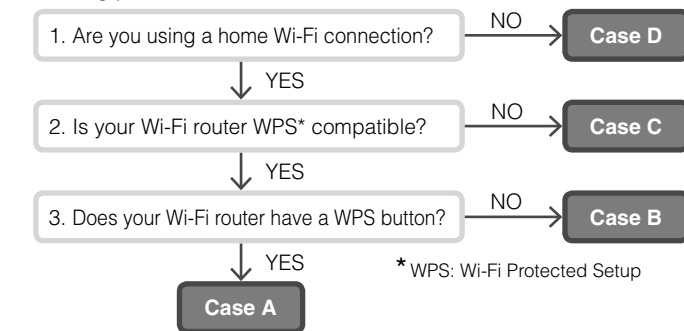 1. Are you using a home Wi-Fi connection?
NO
Case D
YES
2. Is your Wi-Fi router WPS* compatible?
NO
Case C
YES
3. Does your Wi-Fi router have a WPS button?
NO
Case B
YES
* WPS: Wi-Fi Protected Setup
Case A